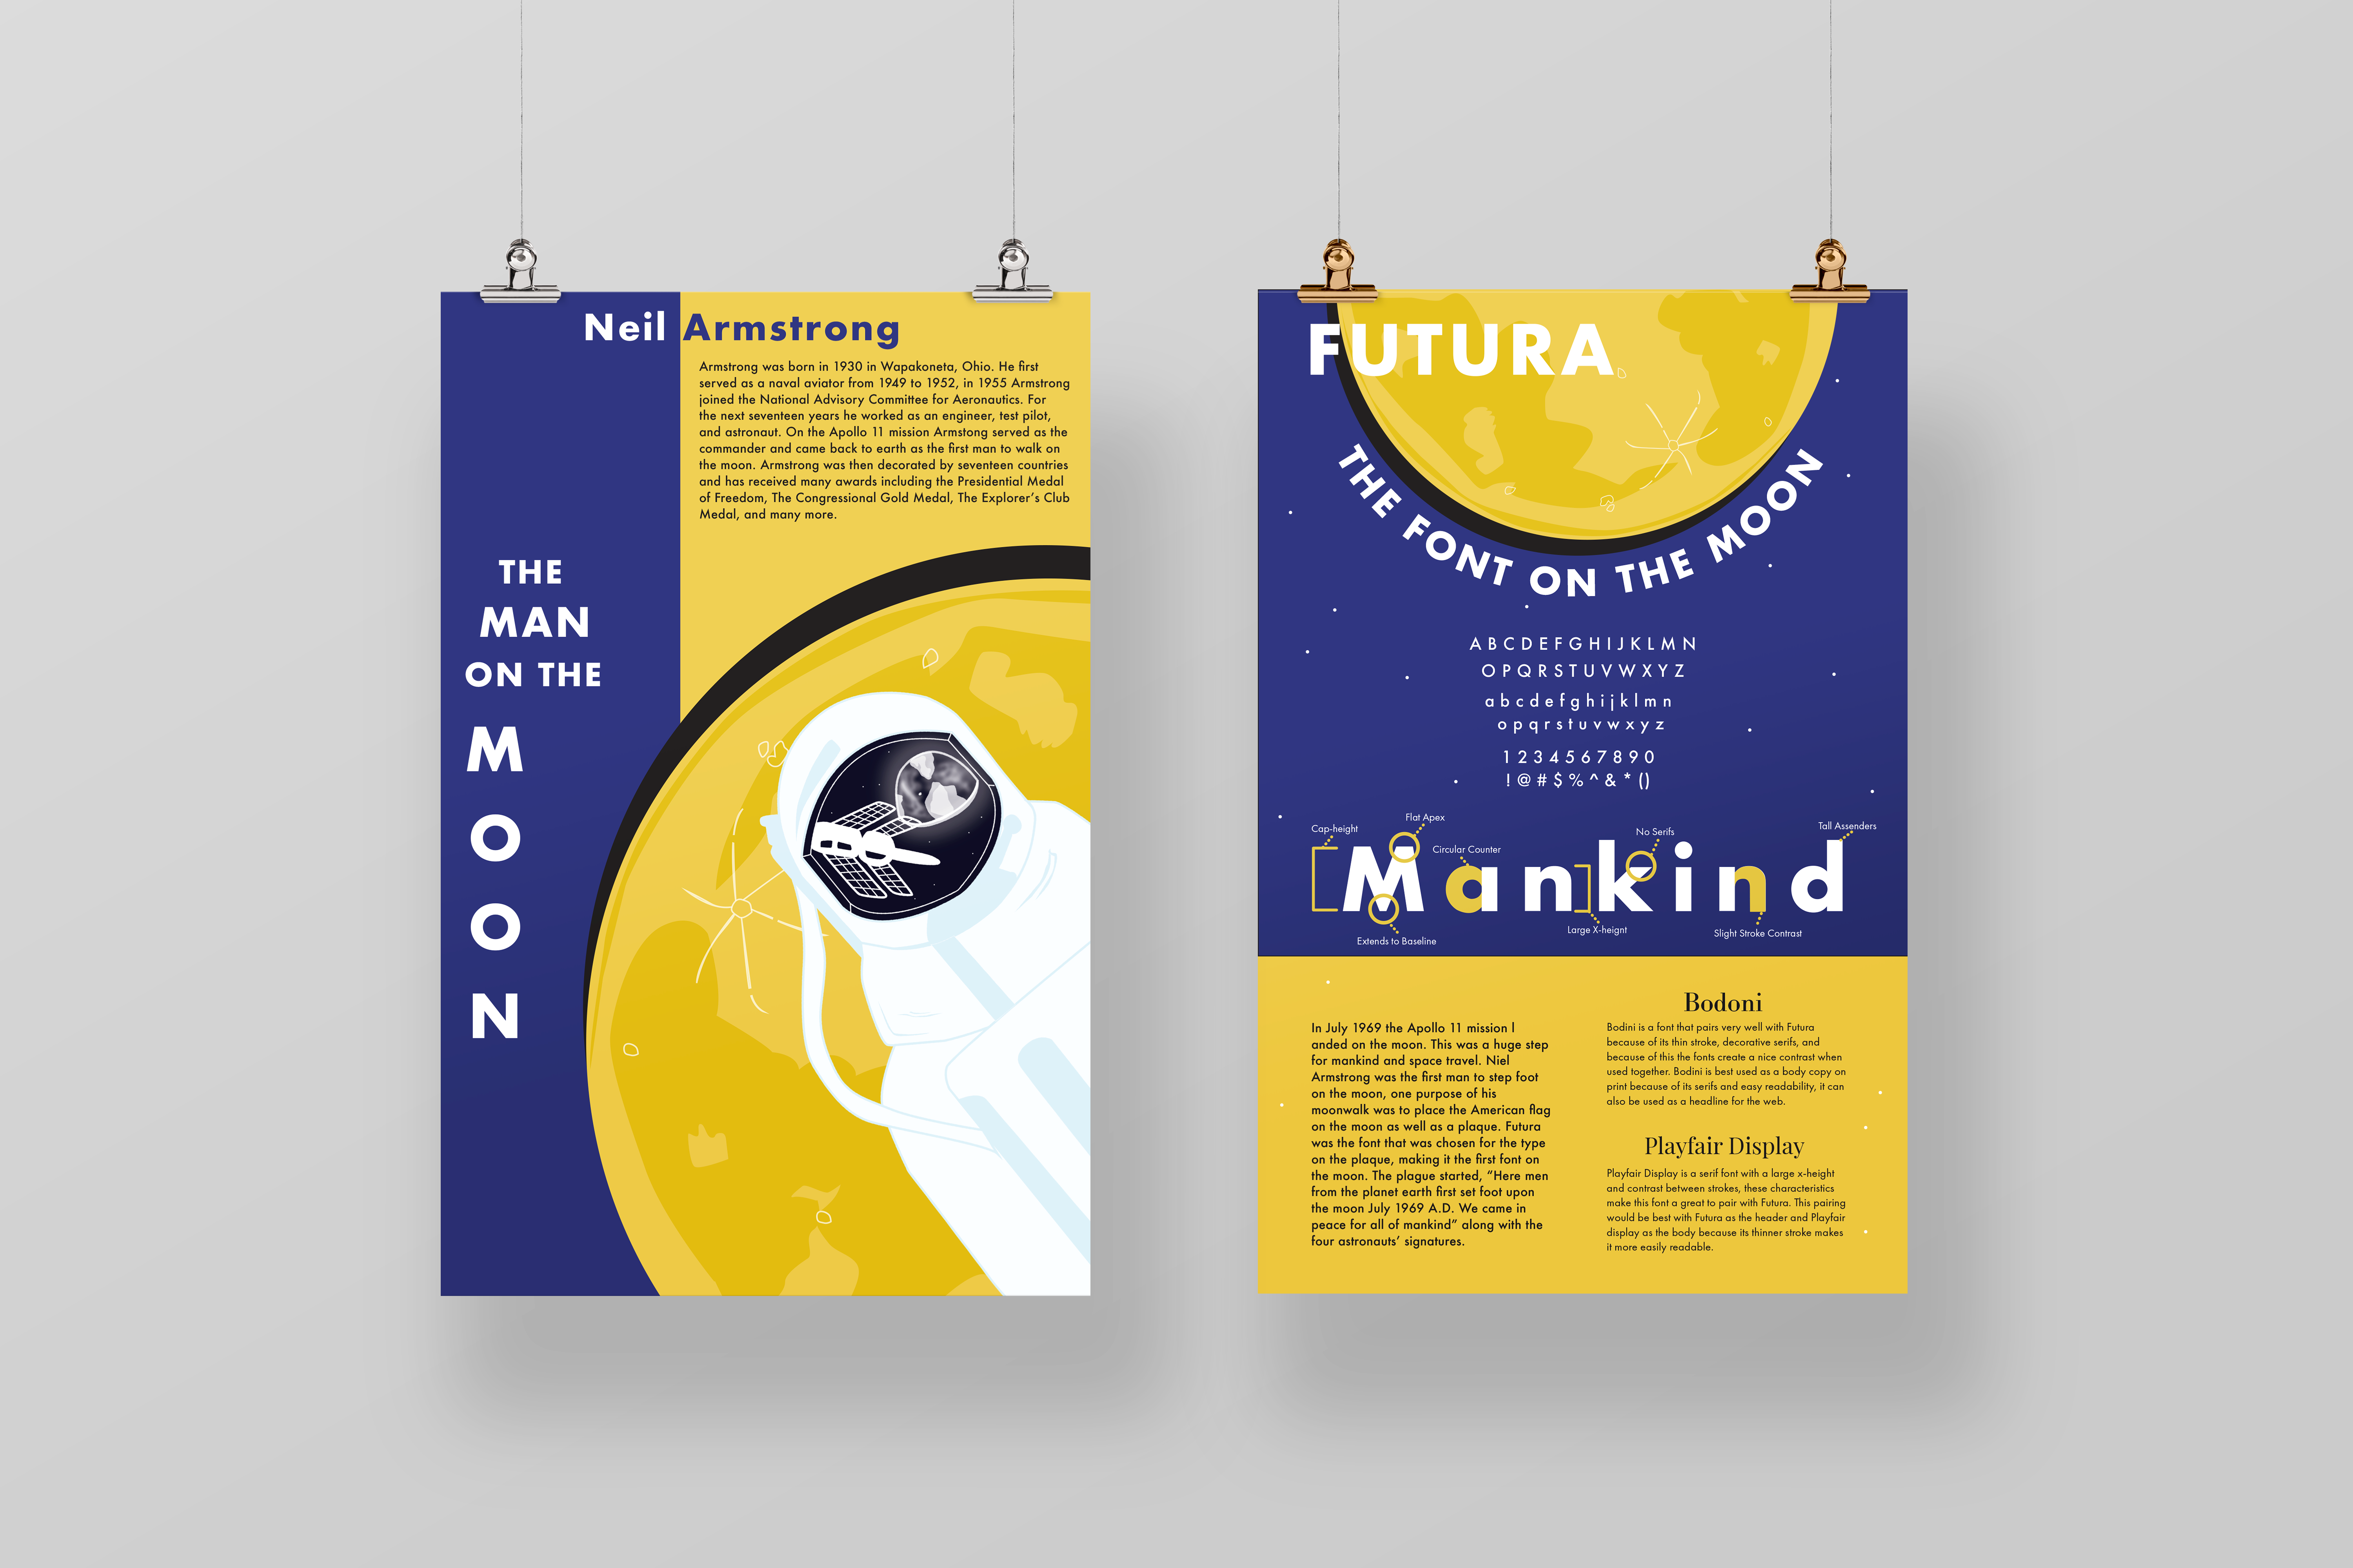 Neil Armstrong
Armstrong was born in 1930 in Wapakoneta, Ohio. He first
served as a naval aviator from 1949 to 1952, in 1955 Armstrong
joined the National Advisory Committee for Aeronautics. For
the next seventeen years he worked as an engineer, test pilot,
and astronaut. On the Apollo 11 mission Armstong served as the
commander and came back to earth as the first man to walk on
the moon. Armstrong was then decorated by seventeen countries
and has received many awards including the Presidential Medal
of Freedom, The Congressional Gold Medal, The Explorer's Club
Medal, and many more.
THE
MAN
ON THE
M
O
O
N
FUTURA
THE FONT ON THE MOON
A B C D E F G H I J K L M N
O P Q R S T U V W X Y Z
a b c d e f g h i j k l m n
o p q r s t u v w x y z
1 2 3 4 5 6 7 8 9 0
! @ # $ % ^ & * ( )
Cap-height
Flat Apex
Circular Counter
No Serifs
Tall Assenders
Mankind
Extends to Baseline
Large X-heignt
Slight Stroke Contrast
In July 1969 the Apollo 11 mission l
anded on the moon. This was a huge step
for mankind and space travel. Niel
Armstrong was the first man to step foot
on the moon, one purpose of his
moonwalk was to place the American flag
on the moon as well as a plaque. Futura
was the font that was chosen for the type
on the plaque, making it the first font on
the moon. The plague started, “Here men
from the planet earth first set foot upon
the moon July 1969 A.D. We came in
peace for all of mankind” along with the
four astronauts’ signatures.
Bodoni
Bodini is a font that pairs very well with Futura
because of its thin stroke, decorative serifs, and
because of this the fonts create a nice contrast when
used together. Bodini is best used as a body copy on
print because of its serifs and easy readability, it can
also be used as a headline for the web.
Playfair Display
Playfair Display is a serif font with a large x-height
and contrast between strokes, these characteristics
make this font a great to pair with Futura. This pairing
would be best with Futura as the header and Playfair
display as the body because its thinner stroke makes
it more easily readable.